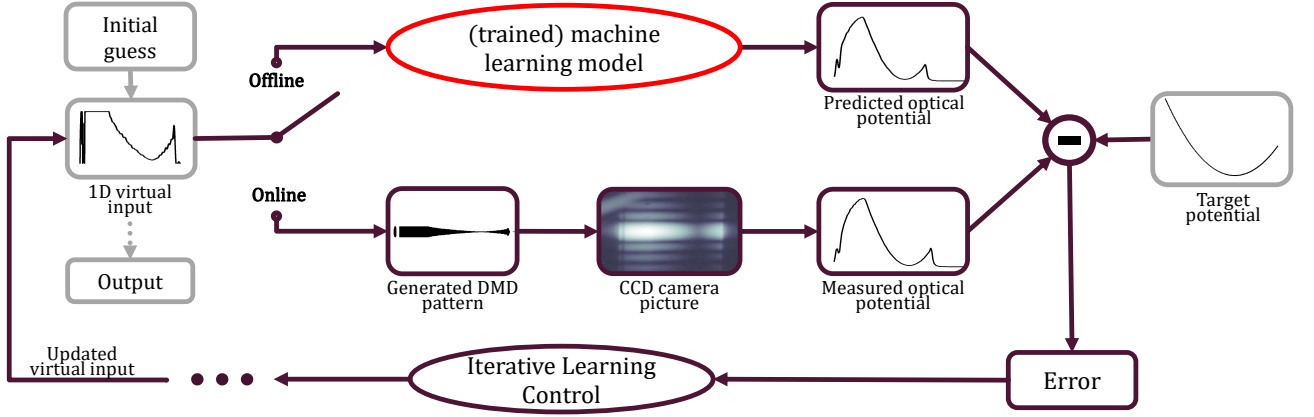 Initial
guess
Offline
(trained) machine
learning model
Predicted optical
potential
1D virtual
input
Online
Target
potential
Output
Generated DMD
pattern
CCD camera
picture
Measured optical
potential
Updated
virtual input
Iterative Learning
Control
Error